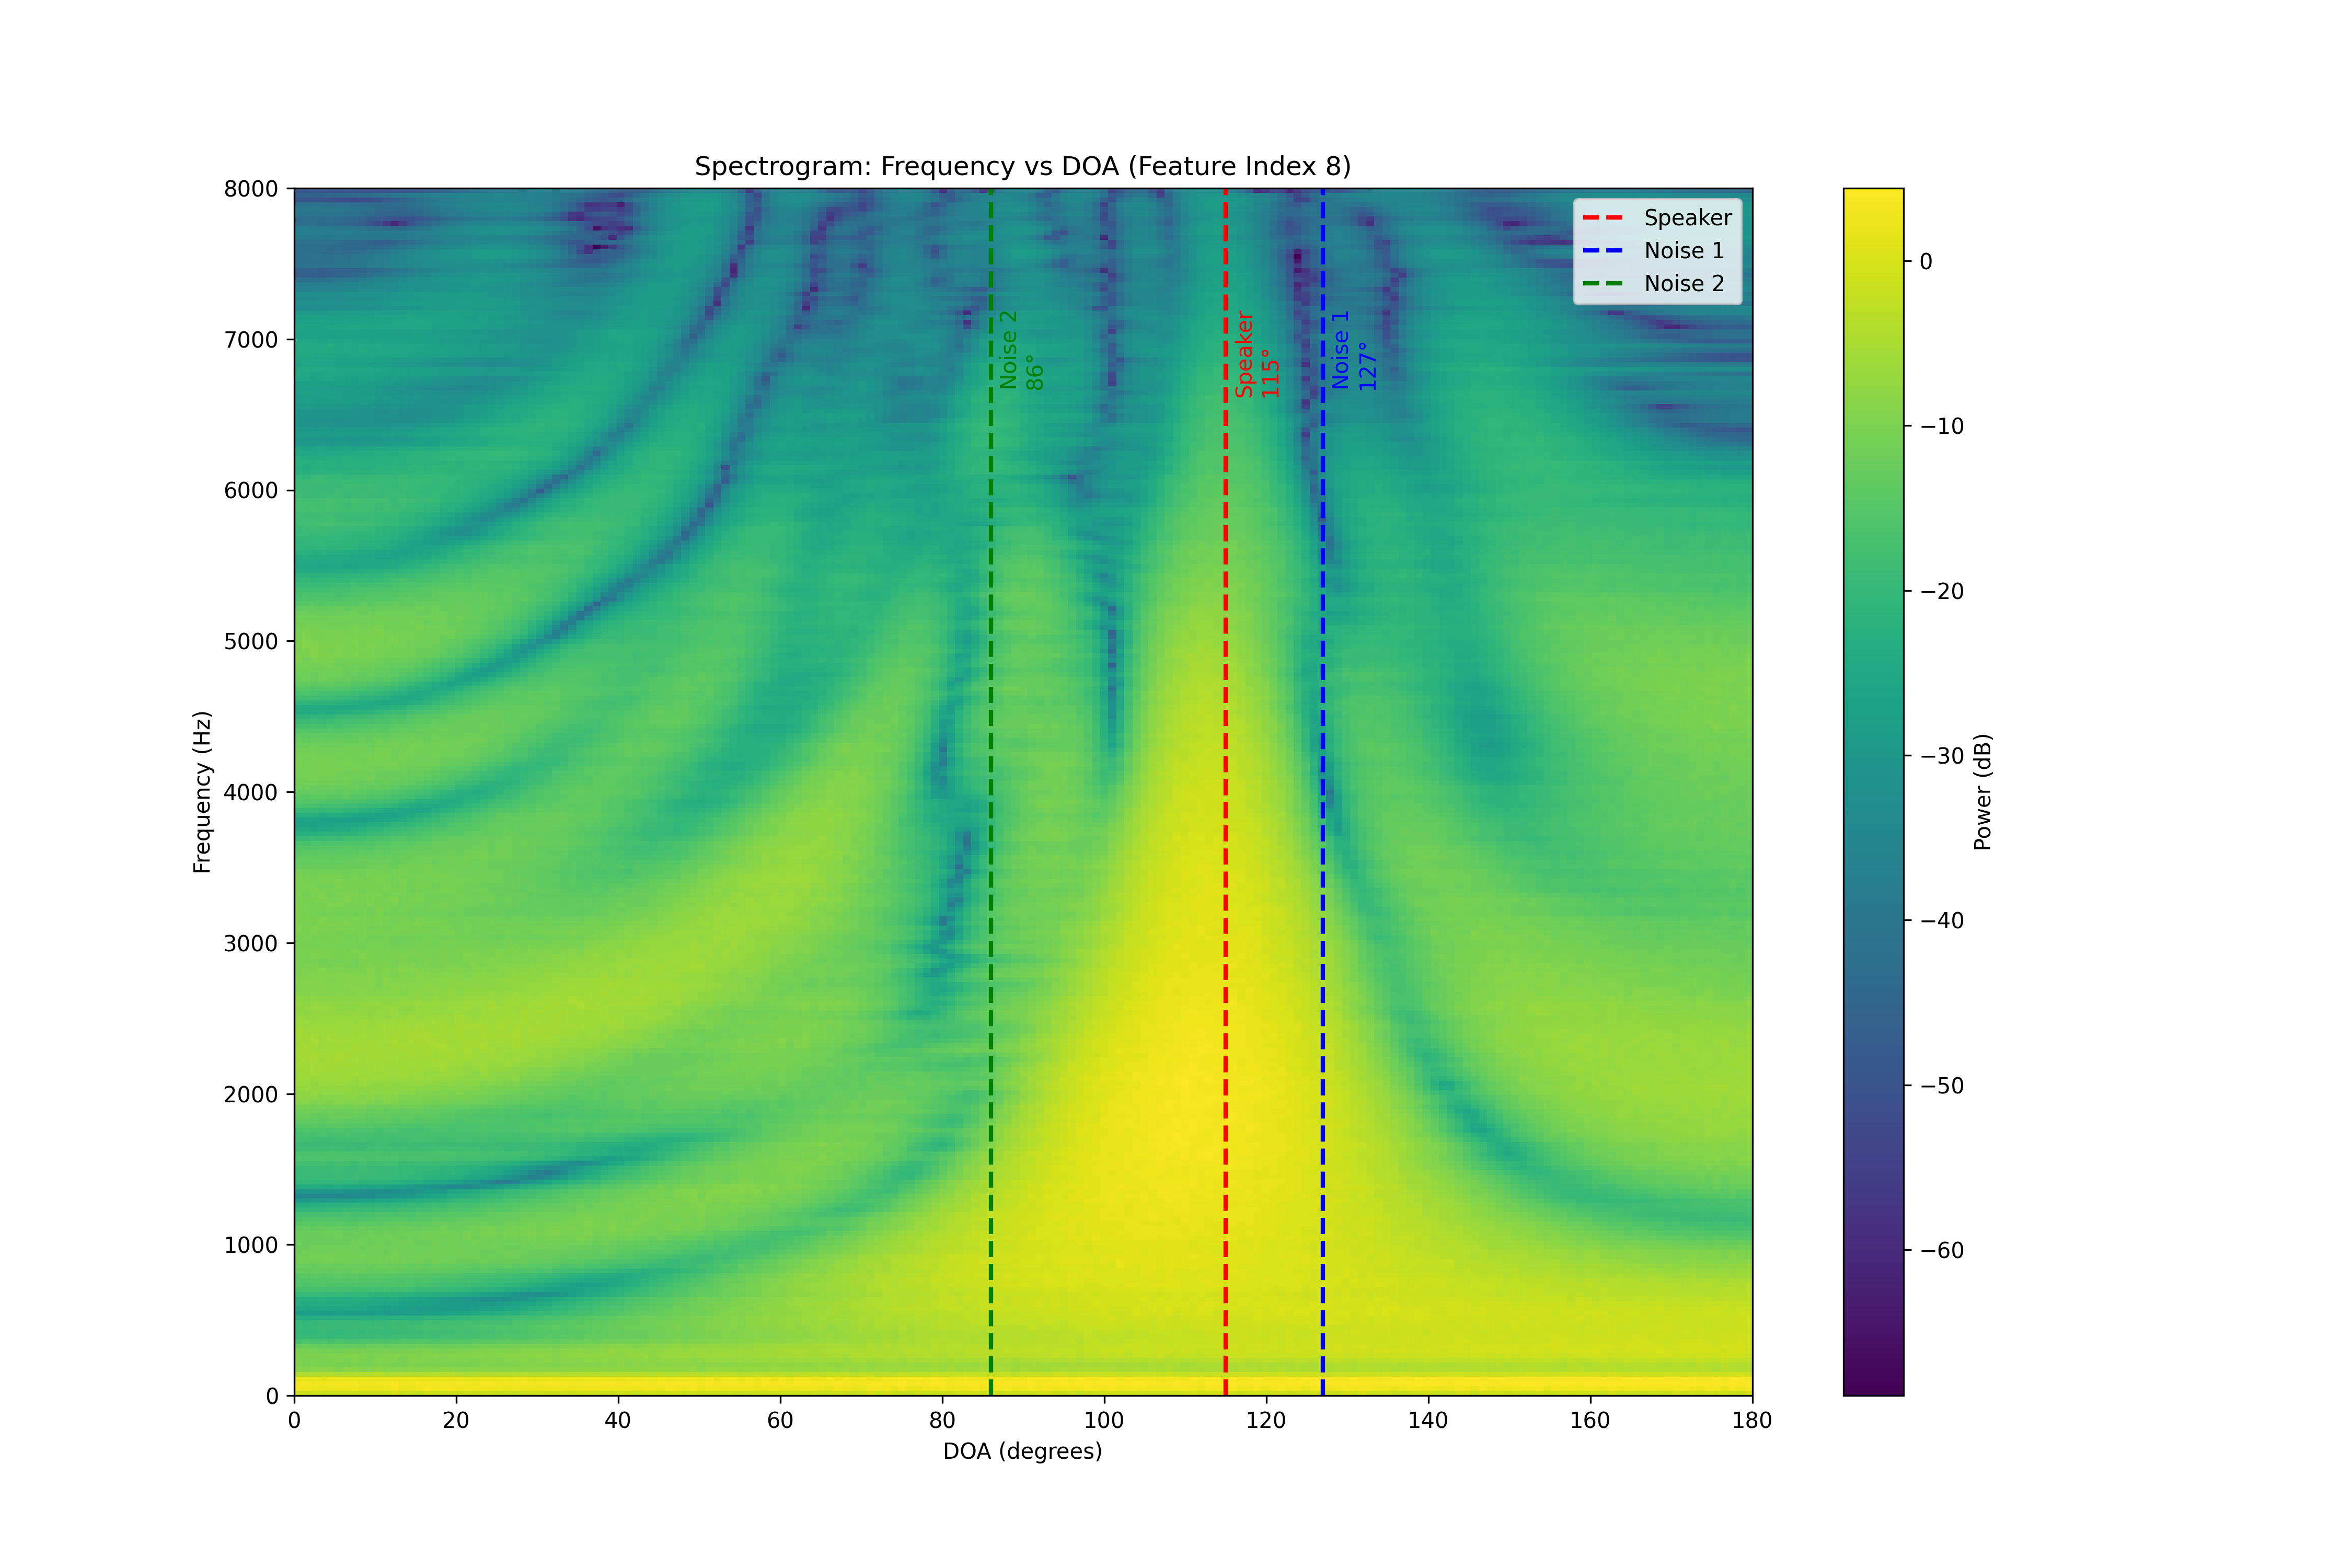 Spectrogram: Frequency vs DOA (Feature Index 8)
8000
7000
6000
5000
4000
3000
2000
1000
0
Frequency (Hz)
0
20
40
60
80
100
120
140
160
180
DOA (degrees)
Noise 2
86°
Speaker
115°
Noise 1
127°
Speaker
Noise 1
Noise 2
0
−10
−20
−30
−40
−50
−60
Power (dB)